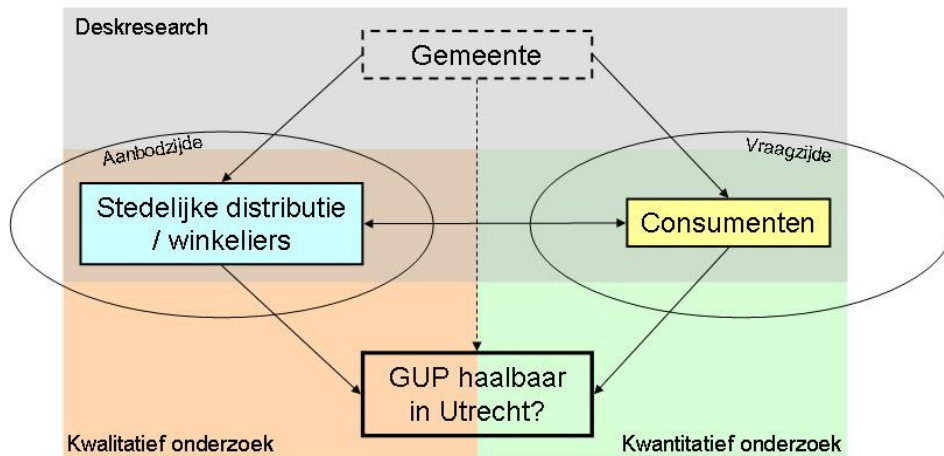 Deskresearch
Gemeente
Aanbodzijde
Vraagzijde
Stedelijke distributie
/ winkeliers
Consumenten
GUP haalbaar
in Utrecht?
Kwalitatief onderzoek
Kwantitatief onderzoek